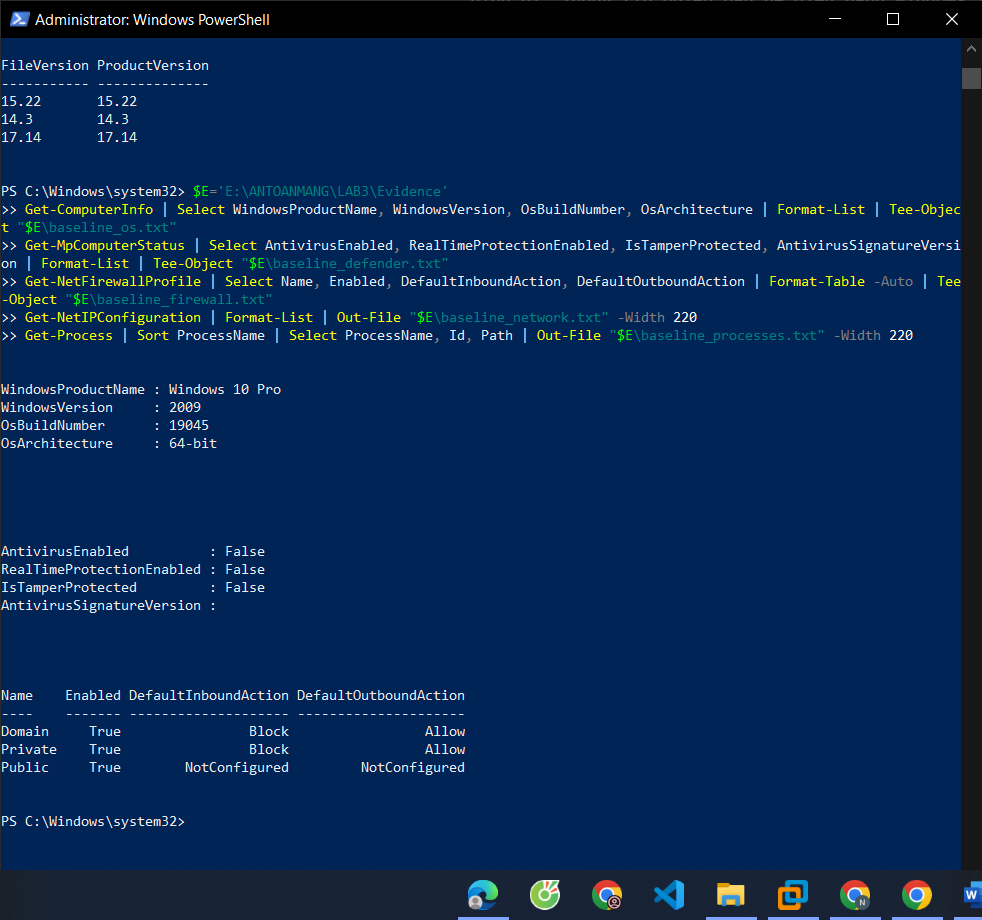 Administrator: Windows PowerShell
FileVersion ProductVersion
----------- --------------
15.22       15.22
14.3        14.3
17.14       17.14
PS C:\Windows\system32> $E='E:\ANTOANMANG\LAB3\Evidence'
>> Get-ComputerInfo | Select WindowsProductName, WindowsVersion, OsBuildNumber, OsArchitecture | Format-List | Tee-Objec
t "$E\baseline_os.txt"
>> Get-MpComputerStatus | Select AntivirusEnabled, RealTimeProtectionEnabled, IsTamperProtected, AntivirusSignatureVersi
on | Format-List | Tee-Object "$E\baseline_defender.txt"
>> Get-NetFirewallProfile | Select Name, Enabled, DefaultInboundAction, DefaultOutboundAction | Format-Table -Auto | Tee
-Object "$E\baseline_firewall.txt"
>> Get-NetIPConfiguration | Format-List | Out-File "$E\baseline_network.txt" -Width 220
>> Get-Process | Sort ProcessName | Select ProcessName, Id, Path | Out-File "$E\baseline_processes.txt" -Width 220
WindowsProductName : Windows 10 Pro
WindowsVersion     : 2009
OsBuildNumber      : 19045
OsArchitecture     : 64-bit
AntivirusEnabled          : False
RealTimeProtectionEnabled : False
IsTamperProtected         : False
AntivirusSignatureVersion :
Name    Enabled DefaultInboundAction DefaultOutboundAction
----    ------- -------------------- ---------------------
Domain     True                Block                 Allow
Private    True                Block                 Allow
Public     True        NotConfigured         NotConfigured
PS C:\Windows\system32>